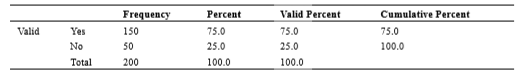 Frequency Percent Valid Percent Cumulative Percent
Valid Yes 150 75.0 75.0 75.0
No 50 25.0 25.0 100.0
Total 200 100.0 100.0